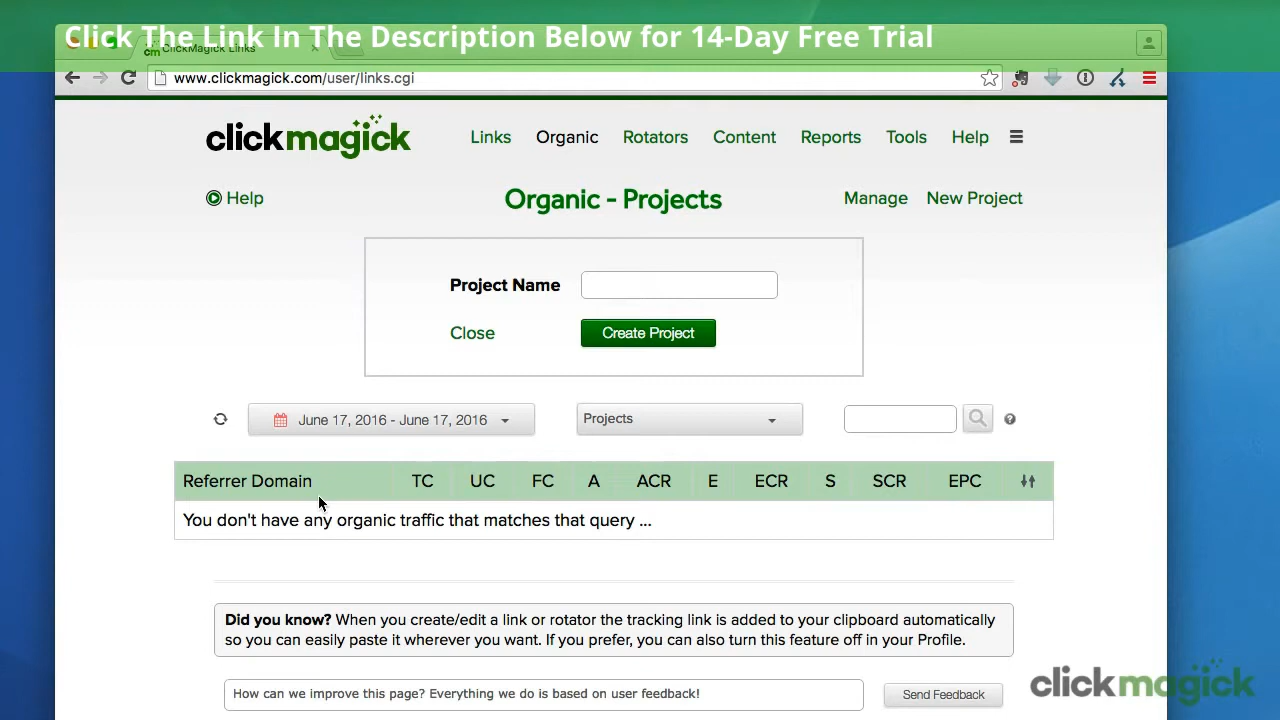 Click The Link In The Description Below for 14-Day Free Trial
ClickMagick Links
www.clickmagick.com/user/links.cgi
clickmagick
Links Organic Rotators Content Reports Tools Help
Help
Organic - Projects
Manage New Project
Project Name
Close Create Project
June 17, 2016 - June 17, 2016 Projects
Referrer Domain TC UC FC A ACR E ECR S SCR EPC
You don't have any organic traffic that matches that query ...
Did you know? When you create/edit a link or rotator the tracking link is added to your clipboard automatically
so you can easily paste it wherever you want. If you prefer, you can also turn this feature off in your Profile.
How can we improve this page? Everything we do is based on user feedback! Send Feedback
clickmagick